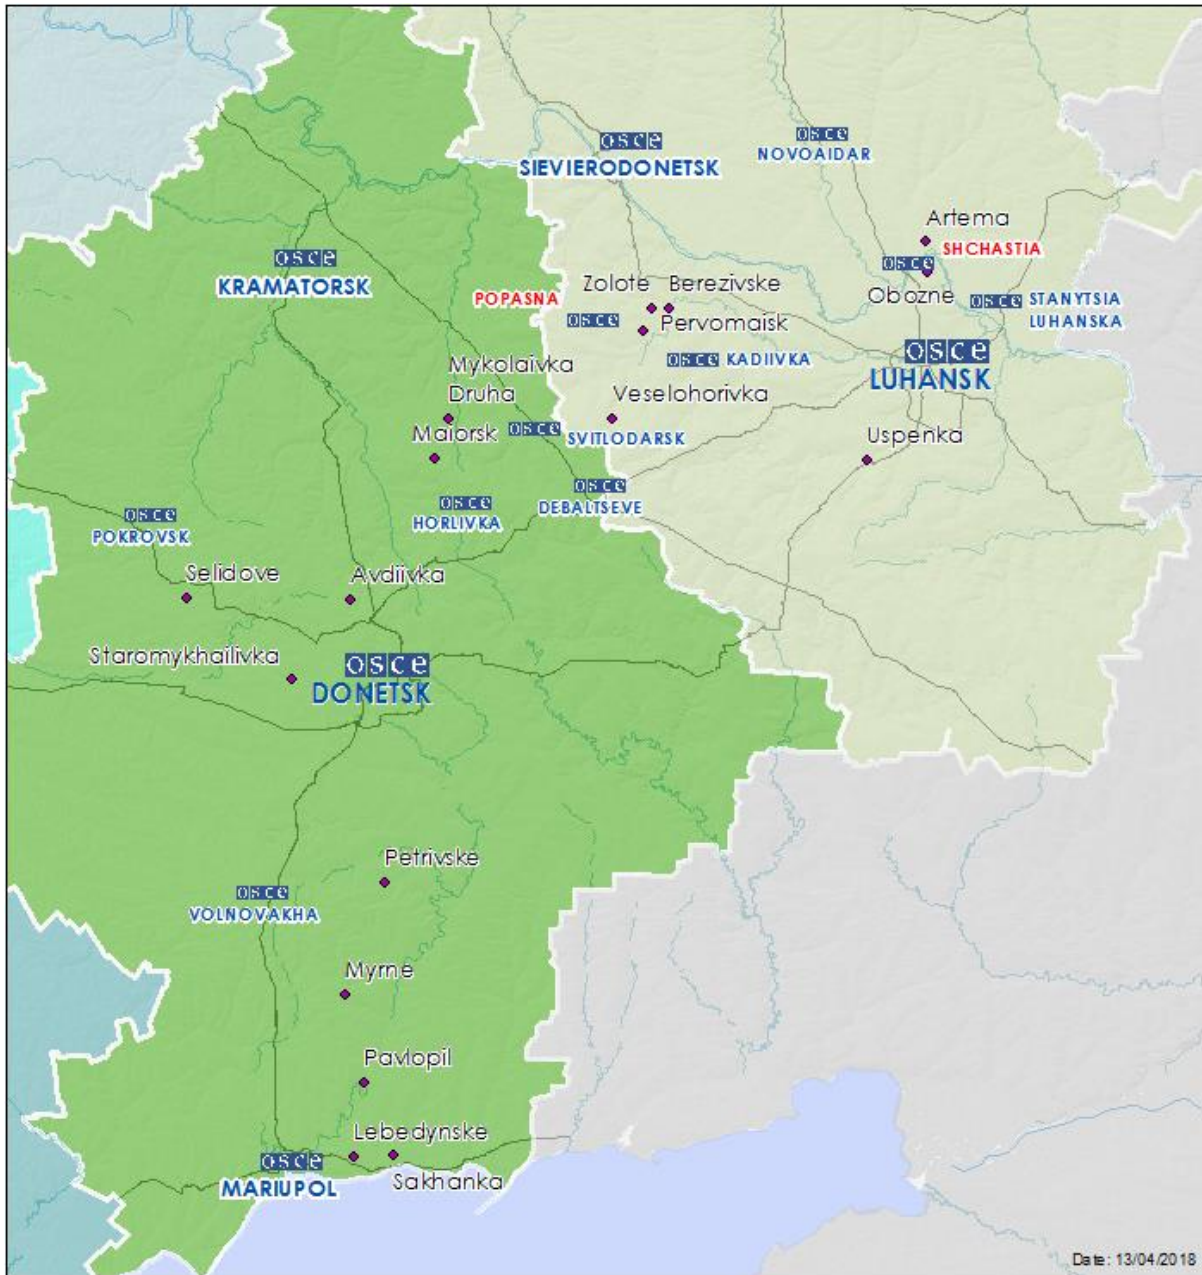 osce
SIEVIERODONETSK
osce
NOVOAIDAR
Artema
SHCHASTIA
osce
Obozne
osce
KRAMATORSK
POPASNA
osce
Zolote
Berezivske
Pervomaisk
osce
STANYTSIA
LUHANSKA
osce
KADIIVKA
osce
LUHANSK
Mykolaivka
Druha
Maiorsk
osce
SVITLODARSK
Veselohorivka
Uspenka
osce
DEBALTSEVE
osce
HORLIVKA
osce
POKROVSK
Selidove
Avdiivka
Staromykhailivka
osce
DONETSK
Petrivske
osce
VOLNOVAKHA
Myrne
Pavlopil
Lebedynske
osce
MARIUPOL
Sakhanka
Date: 13/04/2018